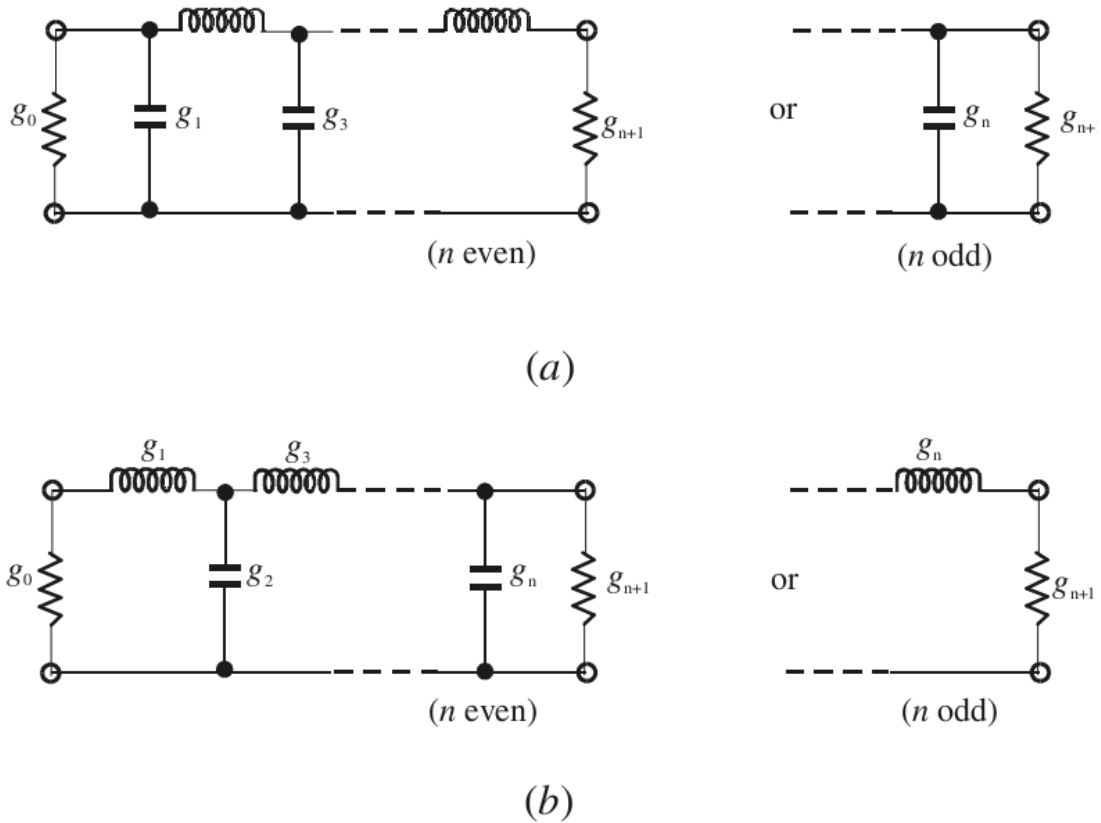 g0 g1 g3 gn+1 or gn gn+1
(n even) (n odd)
(a)
g1 g3 gn
g0 g2 gn gn+1 or gn+1
(n even) (n odd)
(b)